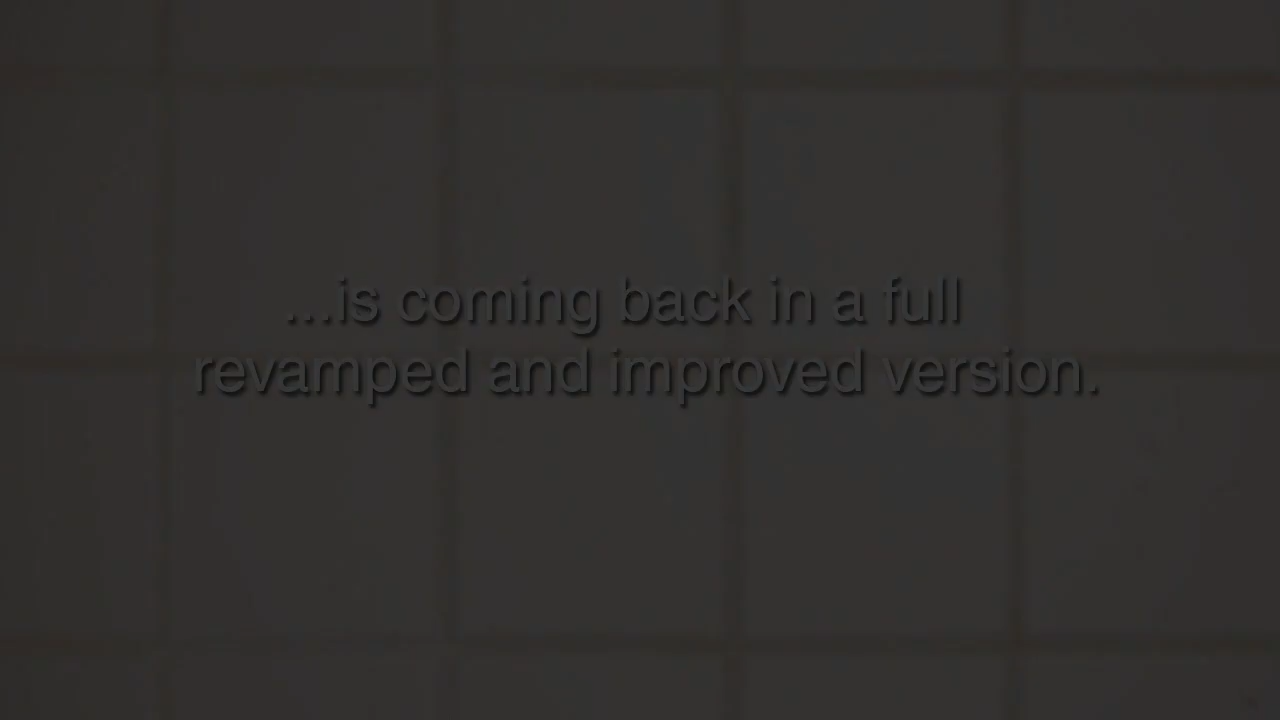 ...is coming back in a full
revamped and improved version.